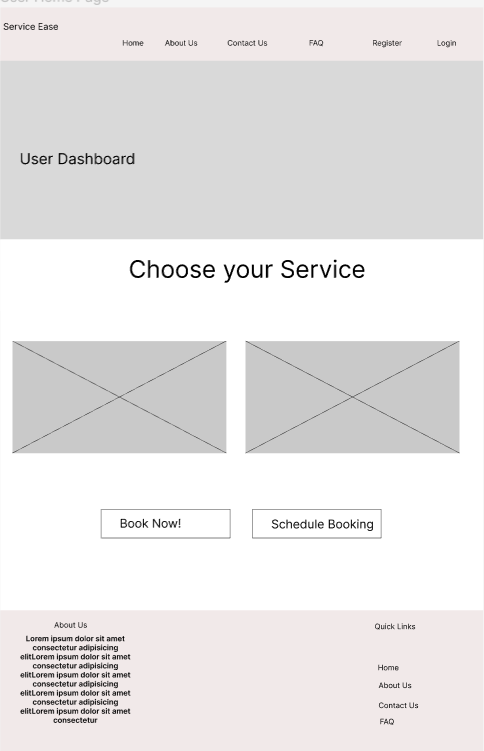 User Home Page
Service Ease
Home About Us Contact Us FAQ Register Login
User Dashboard
Choose your Service
Book Now! Schedule Booking
About Us
Lorem ipsum dolor sit amet
consectetur adipisicing
elitLorem ipsum dolor sit amet
consectetur adipisicing
elitLorem ipsum dolor sit amet
consectetur adipisicing
elitLorem ipsum dolor sit amet
consectetur adipisicing
elitLorem ipsum dolor sit amet
consectetur
Quick Links
Home
About Us
Contact Us
FAQ